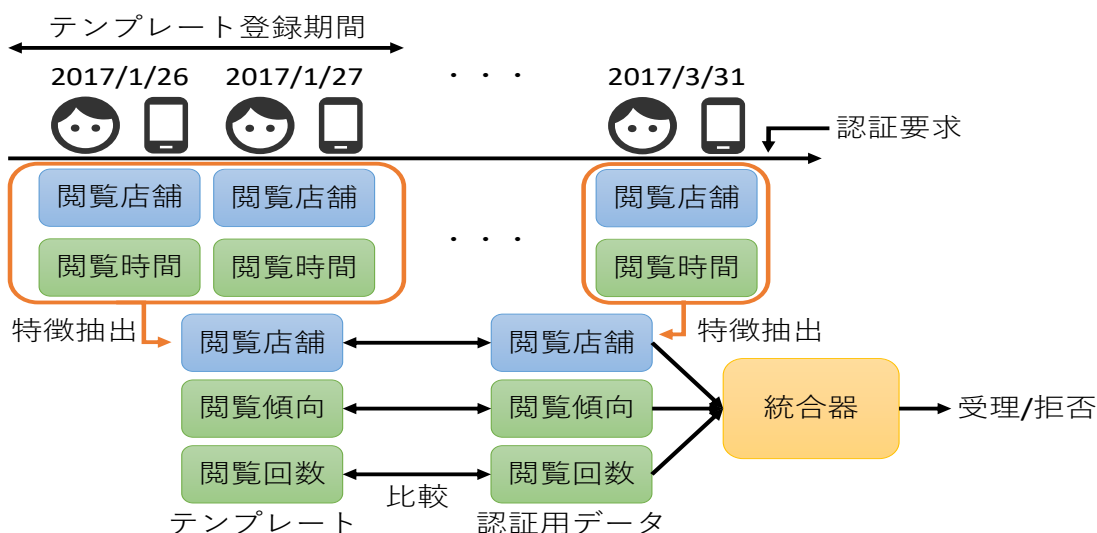 テンプレート登録期間
2017/1/26 2017/1/27 ・・・ 2017/3/31
認証要求
閲覧店舗 閲覧店舗 閲覧店舗
・・・
閲覧時間 閲覧時間 閲覧時間
特徴抽出 特徴抽出
閲覧店舗 閲覧店舗
閲覧傾向 閲覧傾向 統合器 受理/拒否
閲覧回数 閲覧回数
比較
テンプレート 認証用データ